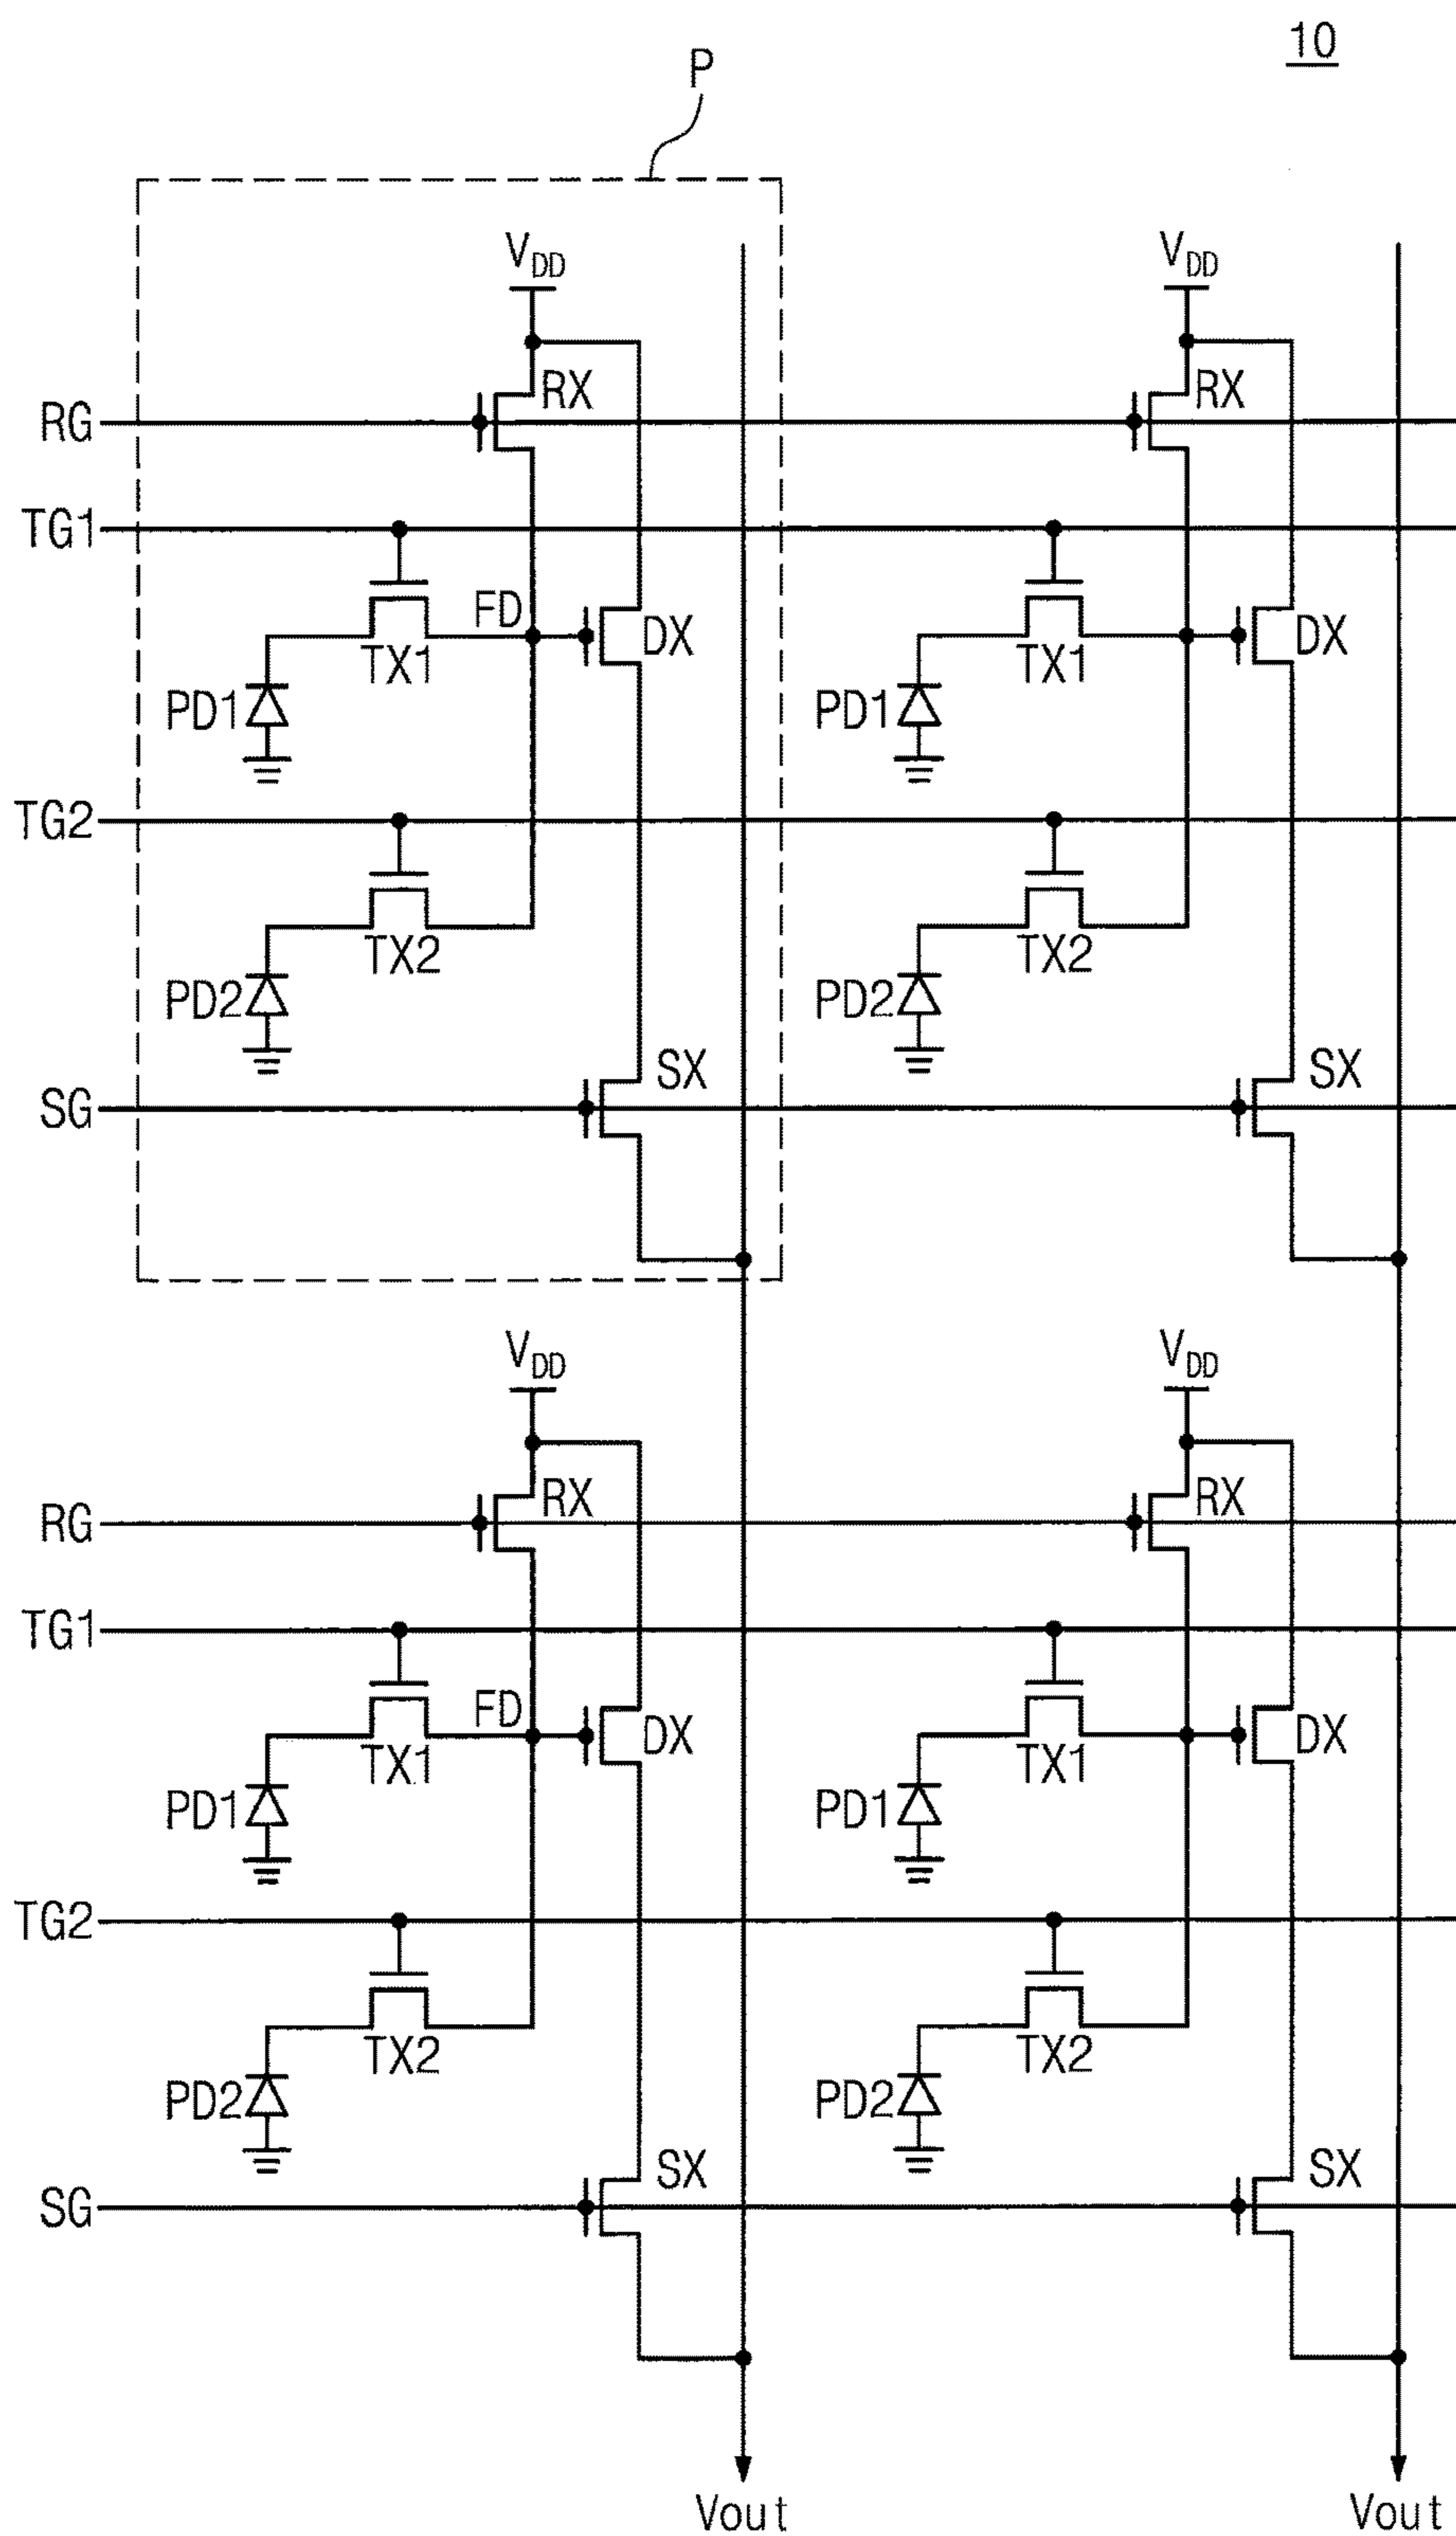 10
P
VDD VDD
RX RX
RG
TG1
FD DX DX
TX1 TX1
PD1 PD1
TG2
TX2 TX2
PD2 PD2
SX SX
SG
VDD VDD
RX RX
RG
TG1
FD DX DX
TX1 TX1
PD1 PD1
TG2
TX2 TX2
PD2 PD2
SX SX
SG
Vout Vout